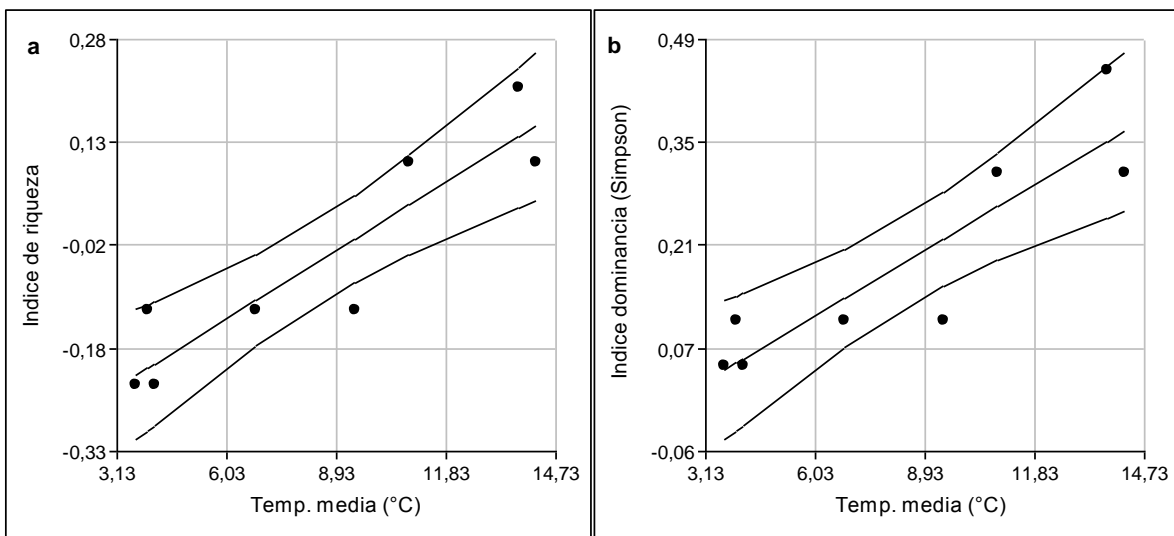 a
0,28
0,13
-0,02
-0,18
-0,33
Indice de riqueza
3,13 6,03 8,93 11,83 14,73
Temp. media (°C)
b
0,49
0,35
0,21
0,07
-0,06
Indice dominancia (Simpson)
3,13 6,03 8,93 11,83 14,73
Temp. media (°C)